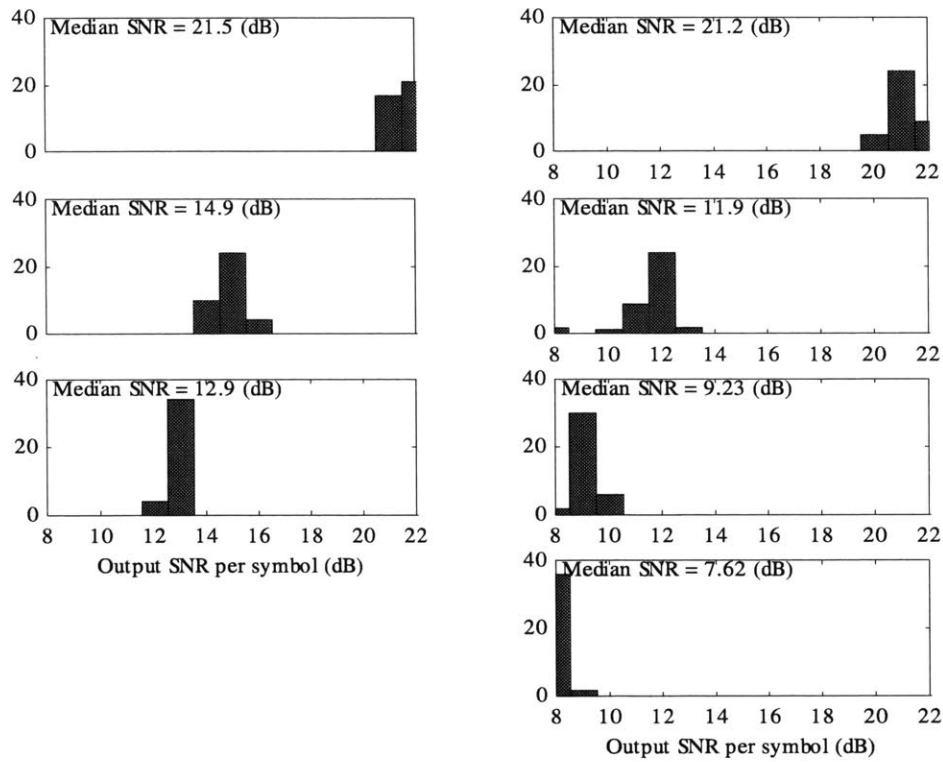 40
Median SNR = 21.5 (dB)
20
0
40
Median SNR = 14.9 (dB)
20
0
40
Median SNR = 12.9 (dB)
20
0
8 10 12 14 16 18 20 22
Output SNR per symbol (dB)
40
Median SNR = 21.2 (dB)
20
0
8 10 12 14 16 18 20 22
40
Median SNR = 11.9 (dB)
20
0
8 10 12 14 16 18 20 22
40
Median SNR = 9.23 (dB)
20
0
8 10 12 14 16 18 20 22
40
Median SNR = 7.62 (dB)
20
0
8 10 12 14 16 18 20 22
Output SNR per symbol (dB)